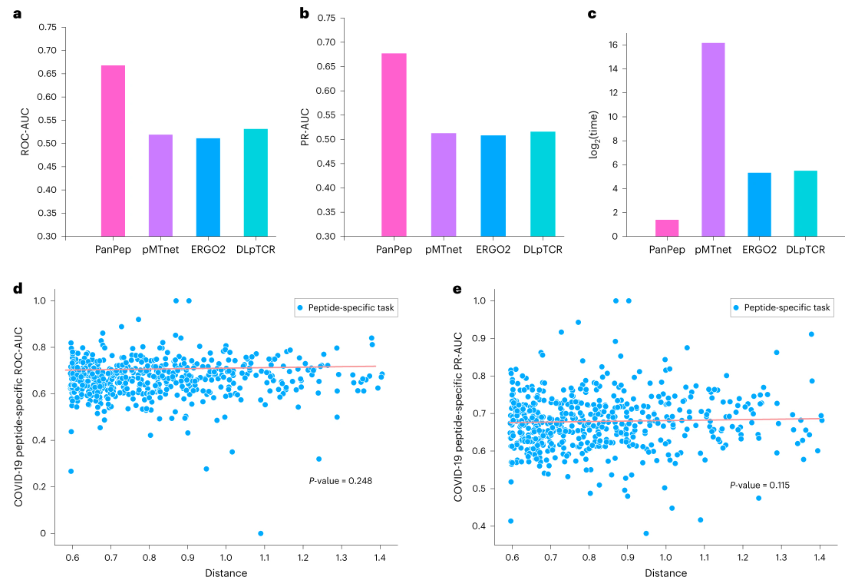 a
0.75
0.70
0.65
0.60
0.55
0.50
0.45
0.40
0.35
0.30
ROC-AUC
PanPep pMTnet ERGO2 DLpTCR
b
0.75
0.70
0.65
0.60
0.55
0.50
0.45
0.40
0.35
0.30
PR-AUC
PanPep pMTnet ERGO2 DLpTCR
c
16
14
12
10
8
6
4
2
0
log2(time)
PanPep pMTnet ERGO2 DLpTCR
d
1.0
0.8
0.6
0.4
0.2
0
COVID-19 peptide-specific ROC-AUC
Peptide-specific task
P-value = 0.248
0.6 0.7 0.8 0.9 1.0 1.1 1.2 1.3 1.4
Distance
e
1.0
0.9
0.8
0.7
0.6
0.5
0.4
COVID-19 peptide-specific PR-AUC
Peptide-specific task
P-value = 0.115
0.6 0.7 0.8 0.9 1.0 1.1 1.2 1.3 1.4
Distance